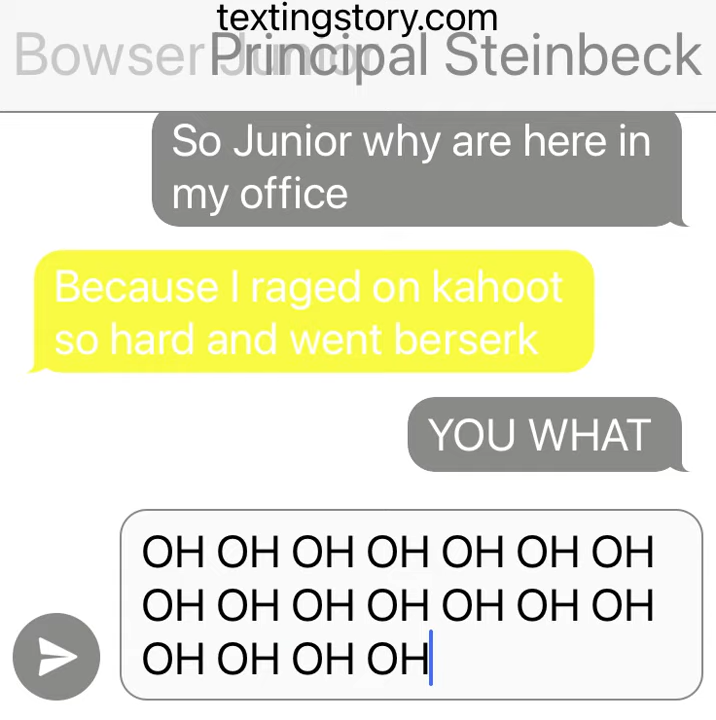 textingstory.com
Bowser Junior Principal Steinbeck
So Junior why are here in
my office
Because I raged on kahoot
so hard and went berserk
YOU WHAT
OH OH OH OH OH OH OH
OH OH OH OH OH OH OH
OH OH OH OH